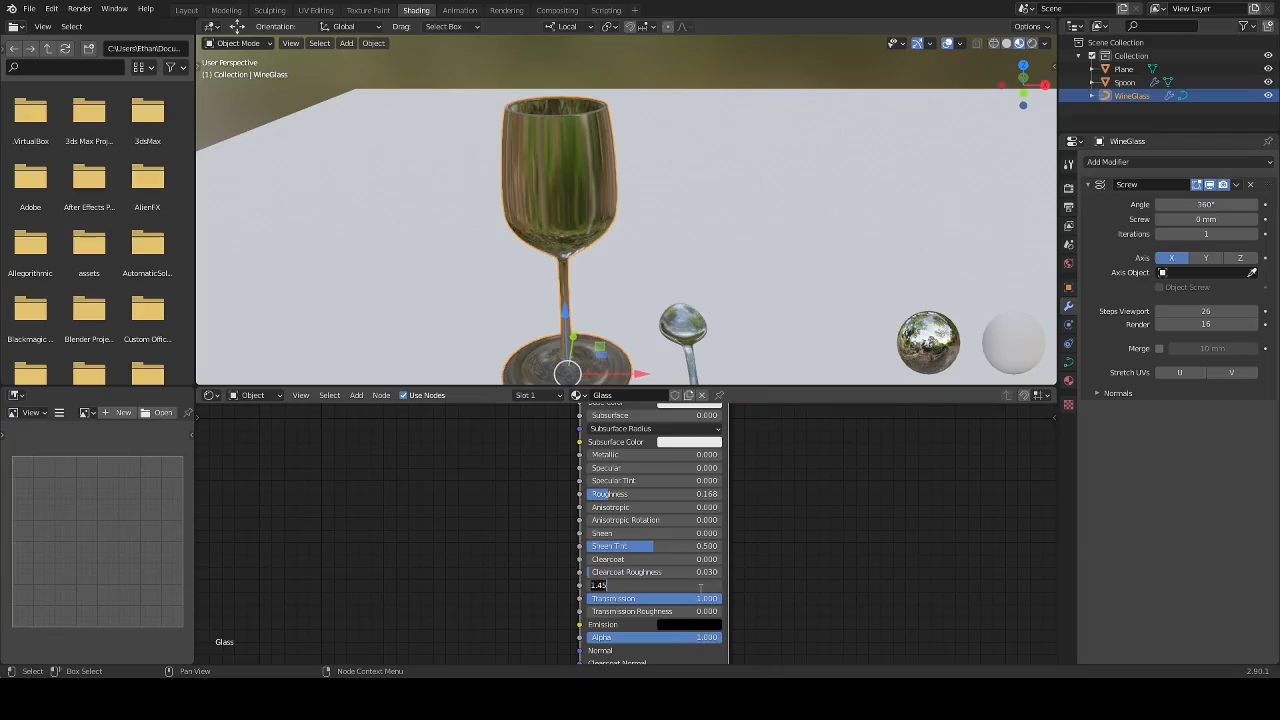 File Edit Render Window Help Layout Modeling Sculpting UV Editing Texture Paint Shading Animation Rendering Compositing Scripting Scene View Layer
View Select Orientation: Global Drag: Select Box Local Options
C:\Users\Ethan\Docu... Object Mode View Select Add Object
User Perspective
(1) Collection | WineGlass
Scene Collection
Collection
Plane
Spoon
WineGlass
.VirtualBox 3ds Max Proj... 3dsMax
Adobe After Effects P... AlienFX
Allegorithmic assets AutomaticSol...
Blackmagic ... Blender Proje... Custom Offic...
WineGlass
Add Modifier
Screw
Angle 360°
Screw 0 mm
Iterations 1
Axis X Y Z
Axis Object
Object Screw
Steps Viewport 26
Render 16
Merge 10 mm
Stretch UVs U V
Normals
View New Open
Object View Select Add Node Use Nodes Slot 1 Glass
Subsurface 0.000
Subsurface Radius
Subsurface Color
Metallic 0.000
Specular 0.000
Specular Tint 0.000
Roughness 0.168
Anisotropic 0.000
Anisotropic Rotation 0.000
Sheen 0.000
Sheen Tint 0.500
Clearcoat 0.000
Clearcoat Roughness 0.030
1.45
Transmission 1.000
Transmission Roughness 0.000
Emission
Alpha 1.000
Normal
Glass
Select Box Select Pan View Node Context Menu 2.90.1